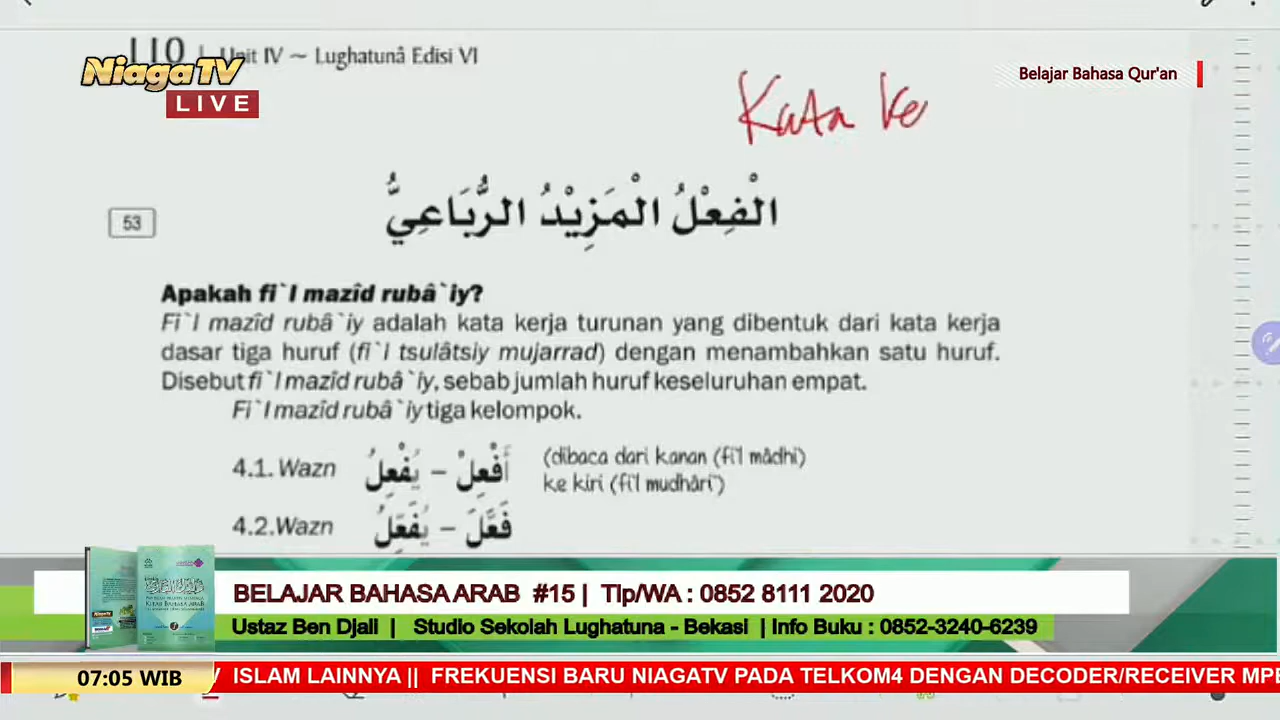 110 | Unit IV ~ Lughatunâ Edisi VI
NiagaTV
LIVE
Belajar Bahasa Qur'an
Kata ke
الْفِعْلُ الْمَزِيْدُ الرُّبَاعِيُّ
53
Apakah fi`l mazîd rubâ`iy?
Fi`l mazîd rubâ`iy adalah kata kerja turunan yang dibentuk dari kata kerja
dasar tiga huruf (fi`l tsulâtsiy mujarrad) dengan menambahkan satu huruf.
Disebut fi`l mazîd rubâ`iy, sebab jumlah huruf keseluruhan empat.
Fi`l mazîd rubâ`iy tiga kelompok.
4.1. Wazn أَفْعِلْ – يُفْعِلُ (dibaca dari kanan (fi'l mâdhi)
ke kiri (fi'l mudhâri')
4.2.Wazn فَعَّلَ – يُفَعِّلُ
BELAJAR BAHASA ARAB #15 | Tlp/WA : 0852 8111 2020
Ustaz Ben Djali | Studio Sekolah Lughatuna - Bekasi | Info Buku : 0852-3240-6239
07:05 WIB
V ISLAM LAINNYA || FREKUENSI BARU NIAGATV PADA TELKOM4 DENGAN DECODER/RECEIVER MPE